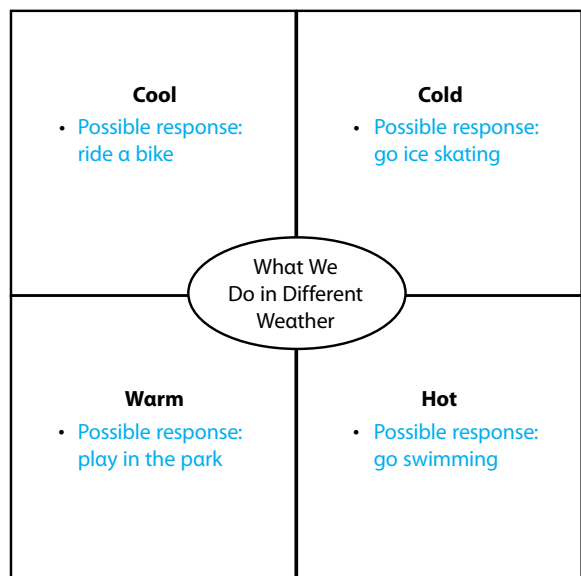 Cool
• Possible response:
ride a bike
Cold
• Possible response:
go ice skating
What We
Do in Different
Weather
Warm
• Possible response:
play in the park
Hot
• Possible response:
go swimming